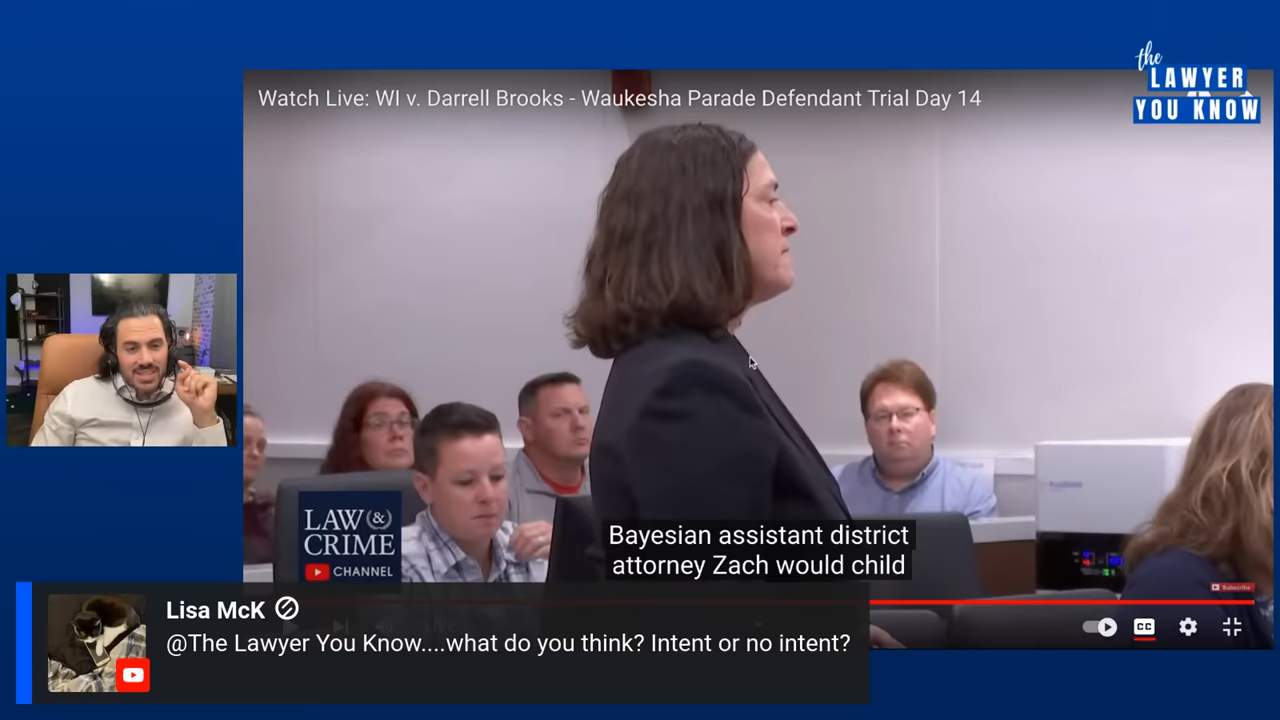 the
LAWYER
YOU KNOW
Watch Live: WI v. Darrell Brooks - Waukesha Parade Defendant Trial Day 14
LAW &
CRIME
CHANNEL
Bayesian assistant district
attorney Zach would child
Subscribe
CC
Lisa McK
@The Lawyer You Know....what do you think? Intent or no intent?